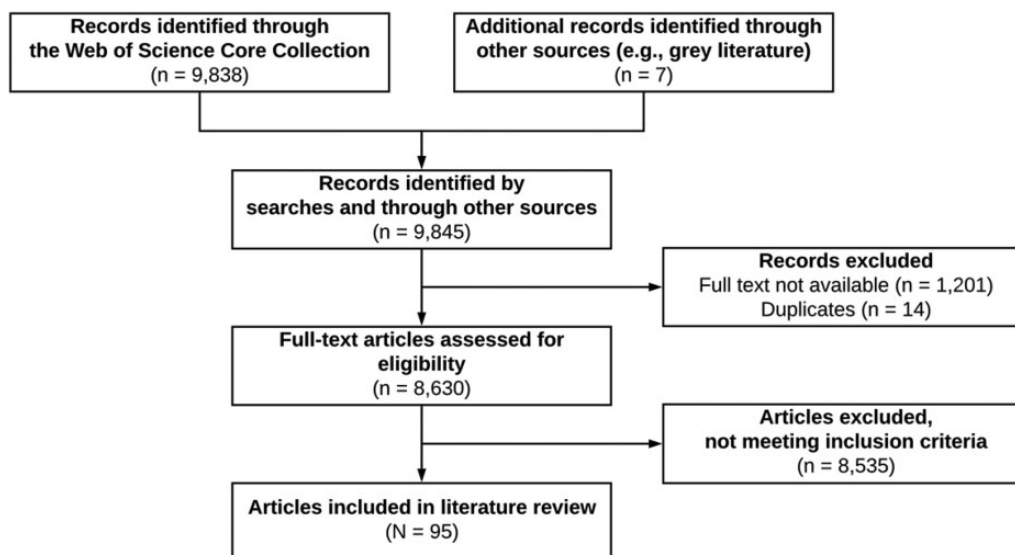 Records identified through
the Web of Science Core Collection
(n = 9,838)
Additional records identified through
other sources (e.g., grey literature)
(n = 7)
Records identified by
searches and through other sources
(n = 9,845)
Records excluded
Full text not available (n = 1,201)
Duplicates (n = 14)
Full-text articles assessed for
eligibility
(n = 8,630)
Articles excluded,
not meeting inclusion criteria
(n = 8,535)
Articles included in literature review
(N = 95)